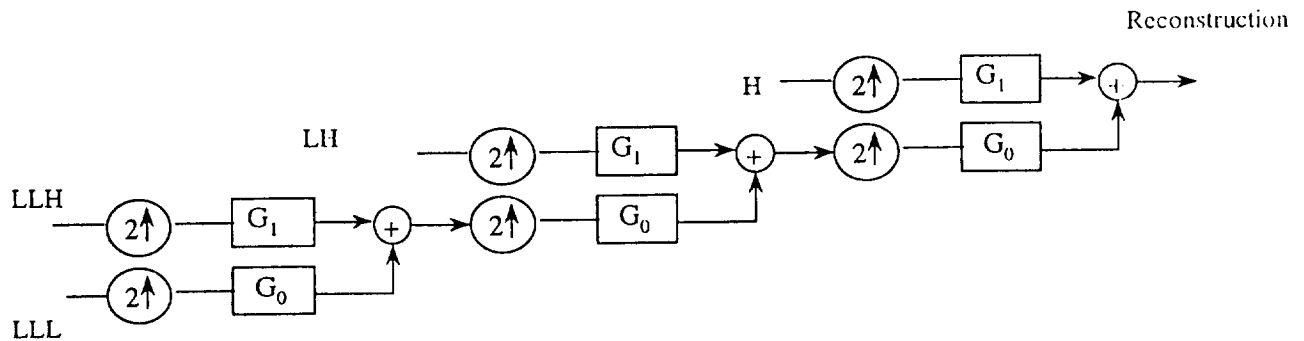 Reconstruction
H 2↑ G₁ +
LH 2↑ G₁ + 2↑ G₀
LLH 2↑ G₁ + 2↑ G₀
2↑ G₀
LLL